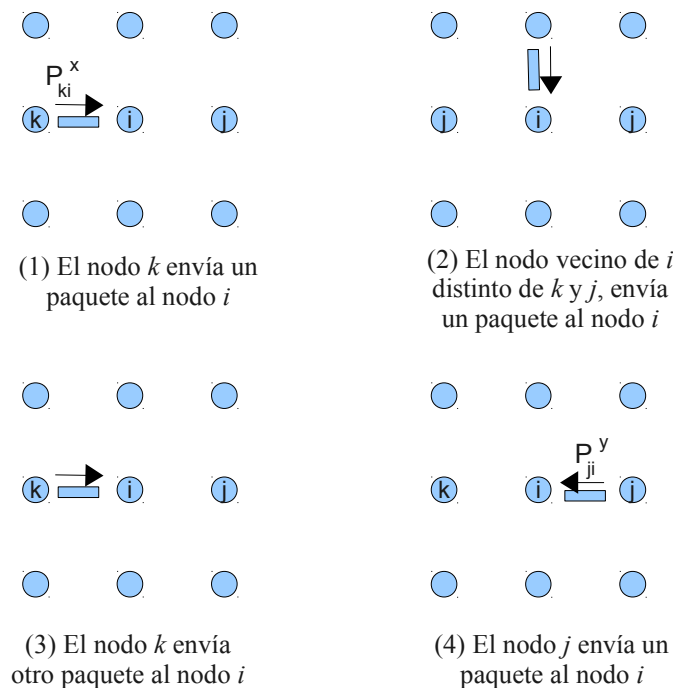 P ki x
k i j
(1) El nodo k envía un
paquete al nodo i
j i j
(2) El nodo vecino de i
distinto de k y j, envía
un paquete al nodo i
k i j
(3) El nodo k envía
otro paquete al nodo i
P ji y
k i j
(4) El nodo j envía un
paquete al nodo i